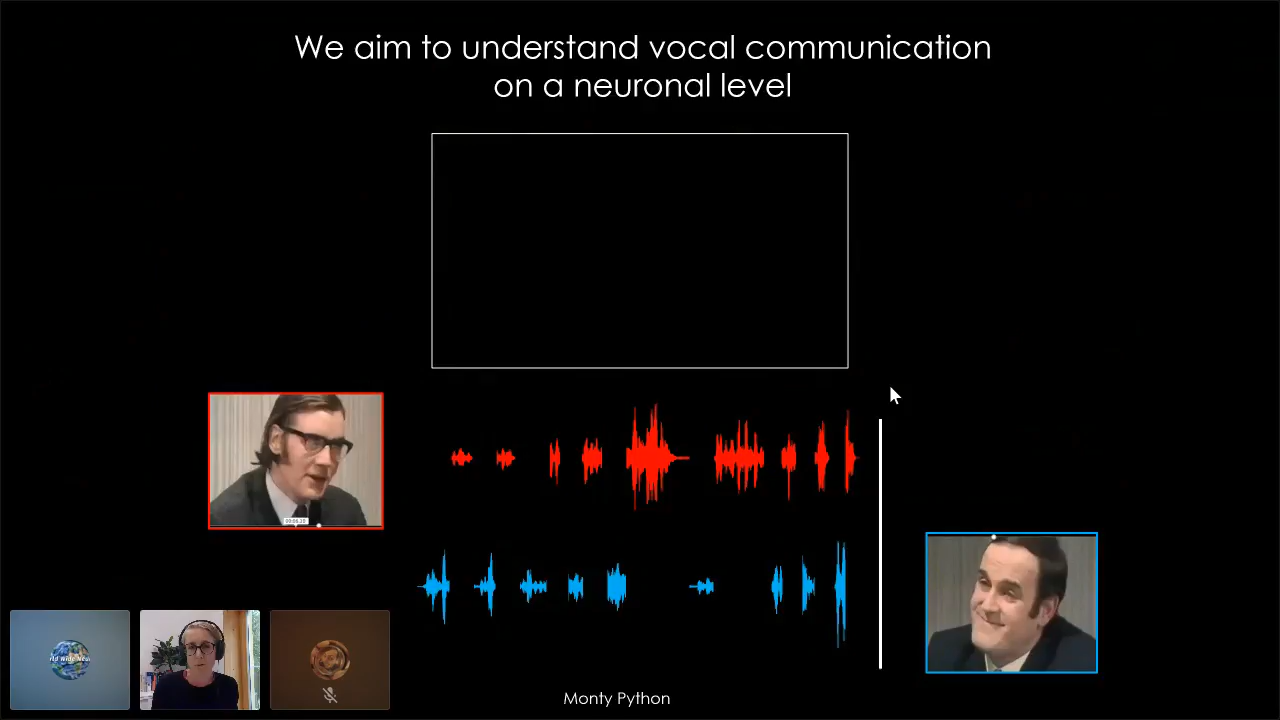 We aim to understand vocal communication
on a neuronal level
Monty Python